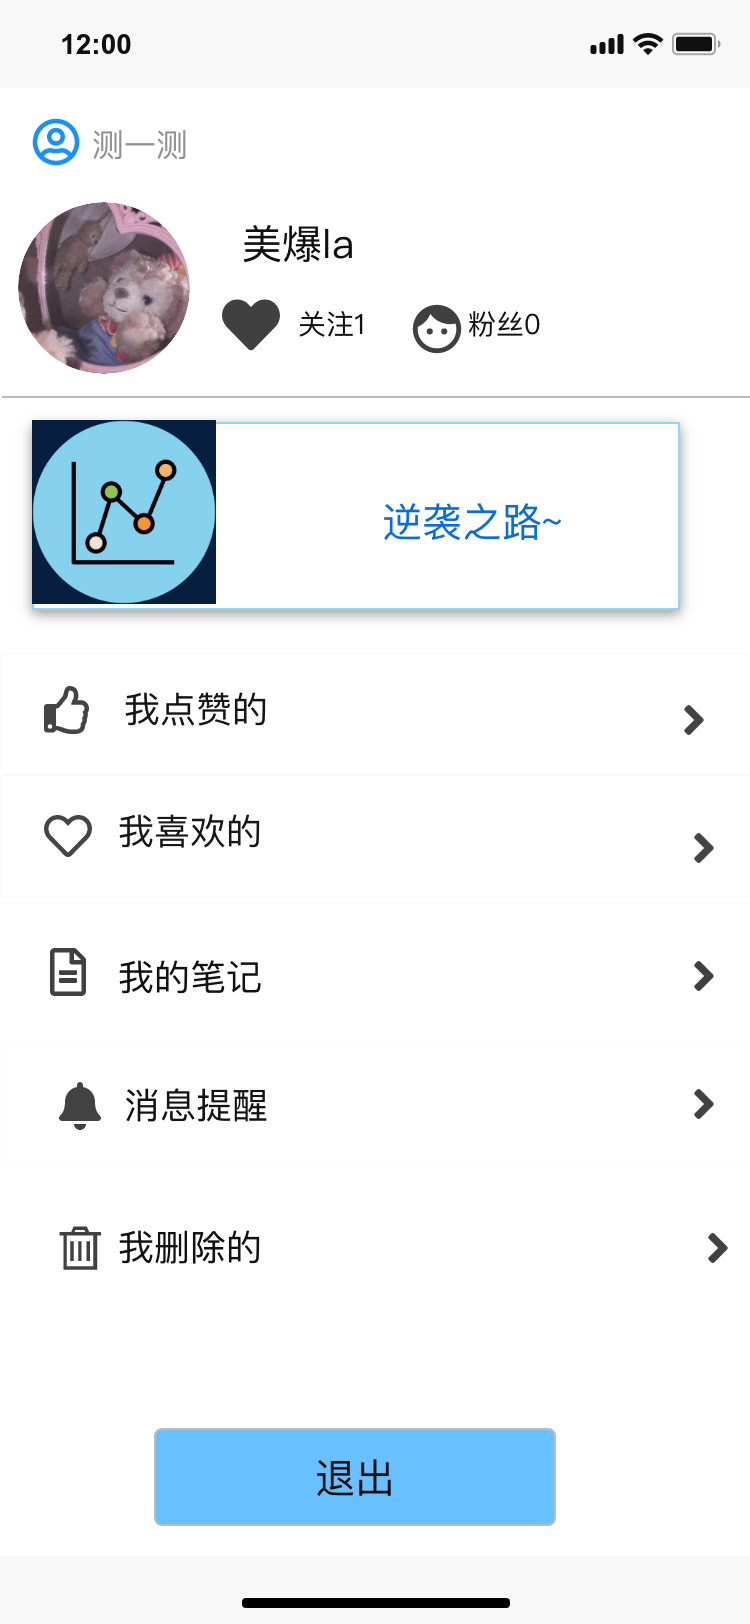 12:00
测一测
美爆la
关注1
粉丝0
逆袭之路~
我点赞的
我喜欢的
我的笔记
消息提醒
我删除的
退出